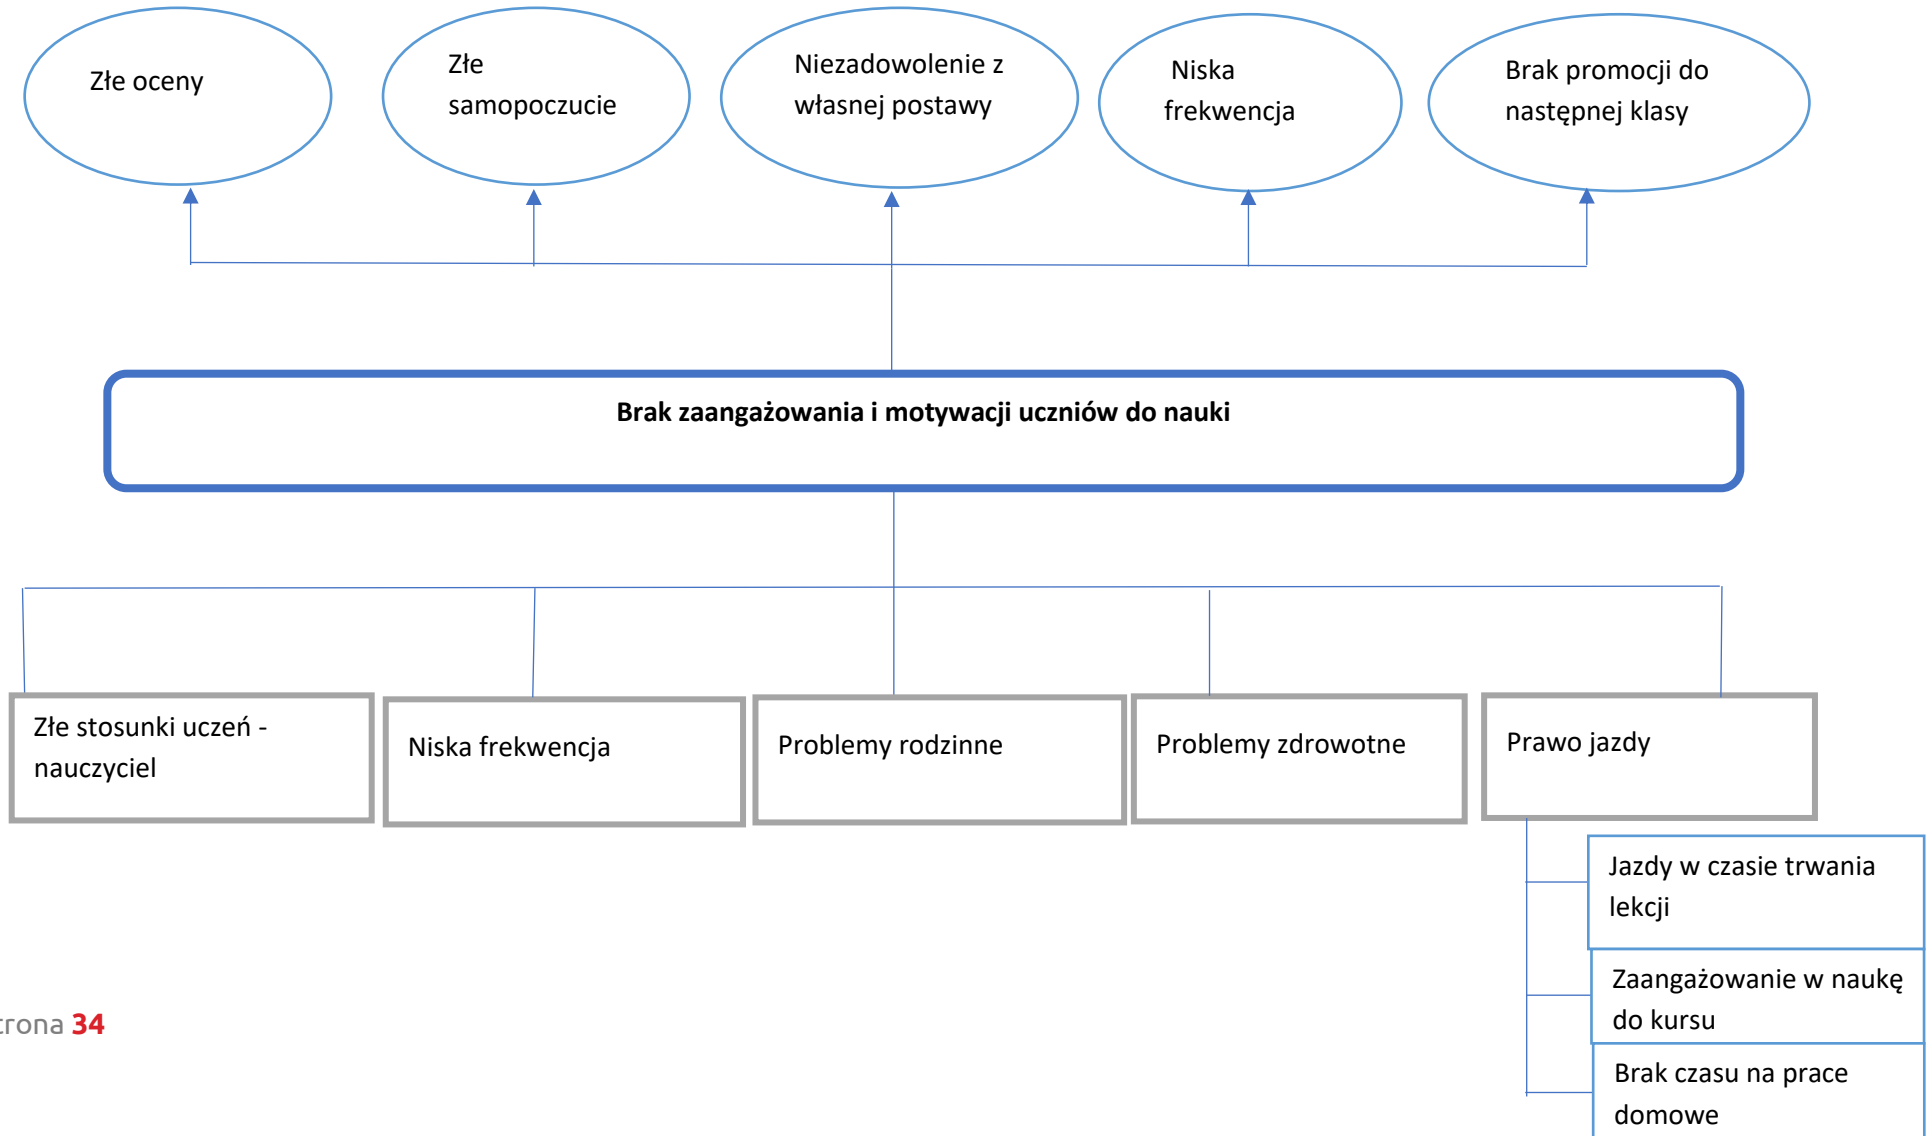 Złe oceny
Złe
samopoczucie
Niezadowolenie z
własnej postawy
Niska
frekwencja
Brak promocji do
następnej klasy
Brak zaangażowania i motywacji uczniów do nauki
Złe stosunki uczeń -
nauczyciel
Niska frekwencja
Problemy rodzinne
Problemy zdrowotne
Prawo jazdy
Jazdy w czasie trwania
lekcji
Zaangażowanie w naukę
do kursu
Brak czasu na prace
domowe
trona 34